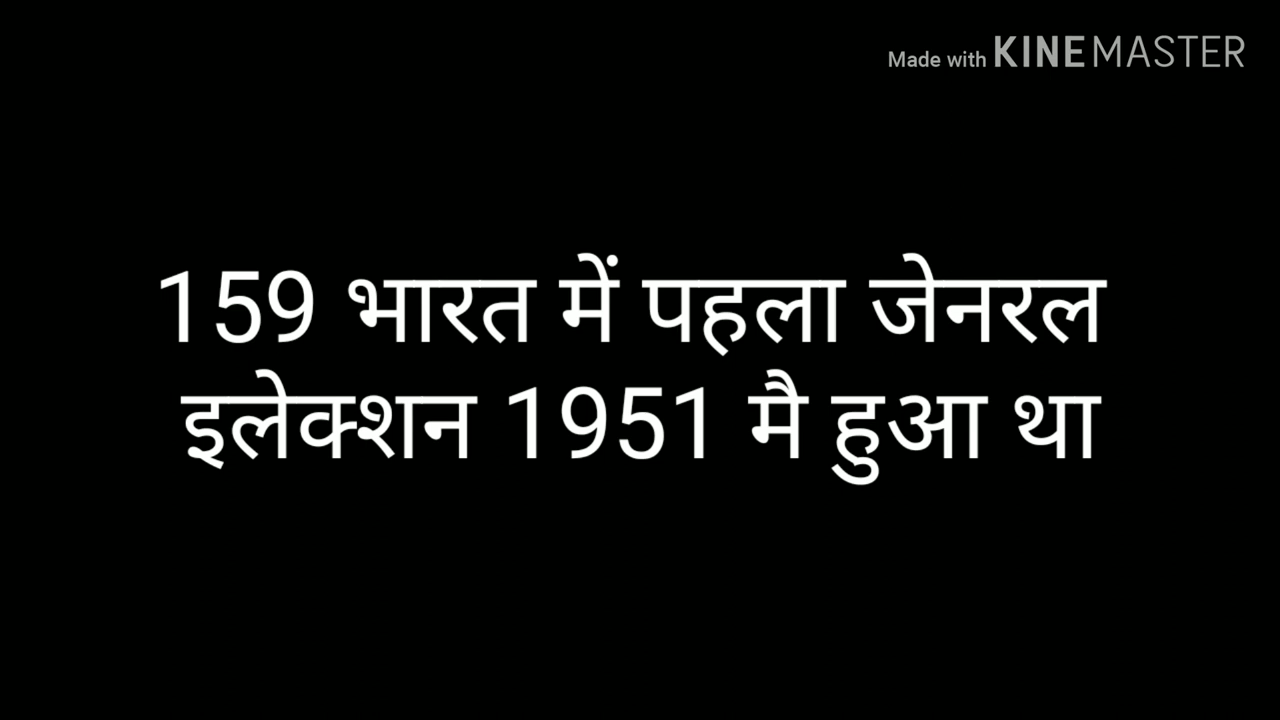 Made with KINEMASTER
159 भारत में पहला जेनरल
इलेक्शन 1951 मै हुआ था